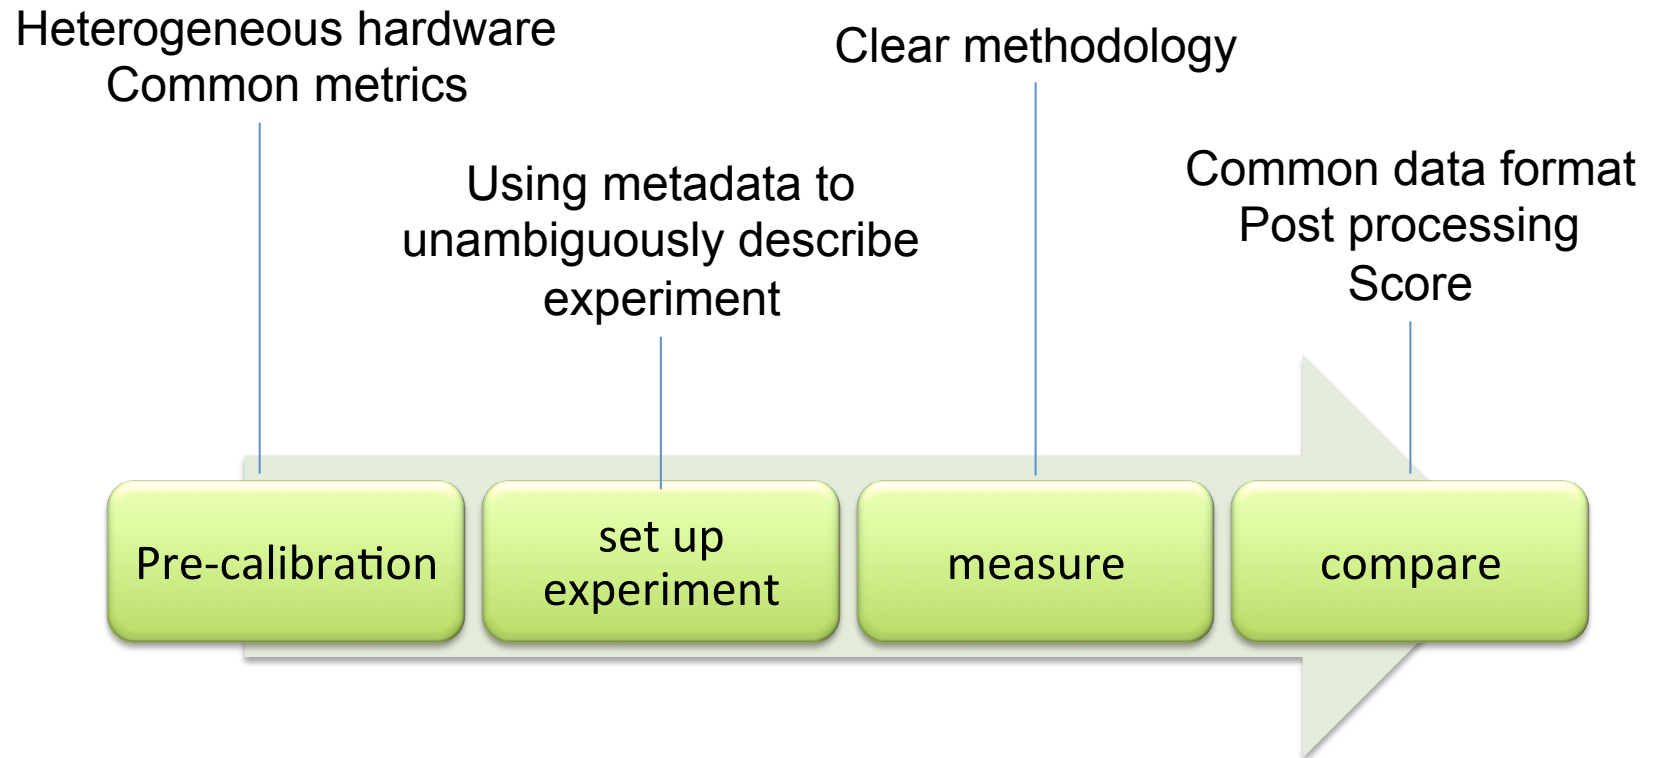 Heterogeneous hardware
Common metrics
Clear methodology
Using metadata to
unambiguously describe
experiment
Common data format
Post processing
Score
Pre-calibration
set up
experiment
measure
compare